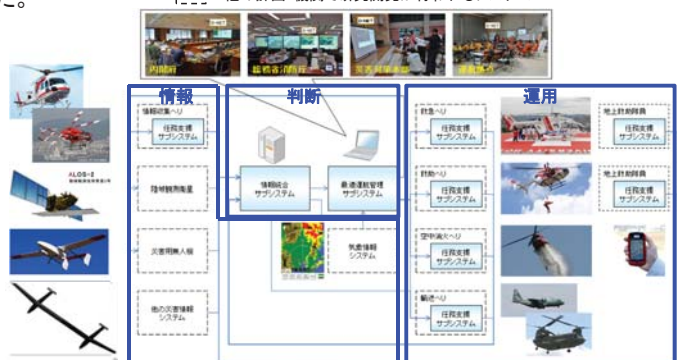 た。
内閣府
総務省消防庁
災害対策本部
情報
判断
運用
情報収集ヘリ
任務支援
サブシステム
ALOS-2
陸域観測衛星
災害用無人機
他の災害情報
システム
情報統合
サブシステム
最適運航管理
サブシステム
気象情報
システム
救急ヘリ
任務支援
サブシステム
救助ヘリ
任務支援
サブシステム
空中消火ヘリ
任務支援
サブシステム
輸送ヘリ
任務支援
サブシステム
地上救助隊員
任務支援
サブシステム
地上救助隊員
任務支援
サブシステム